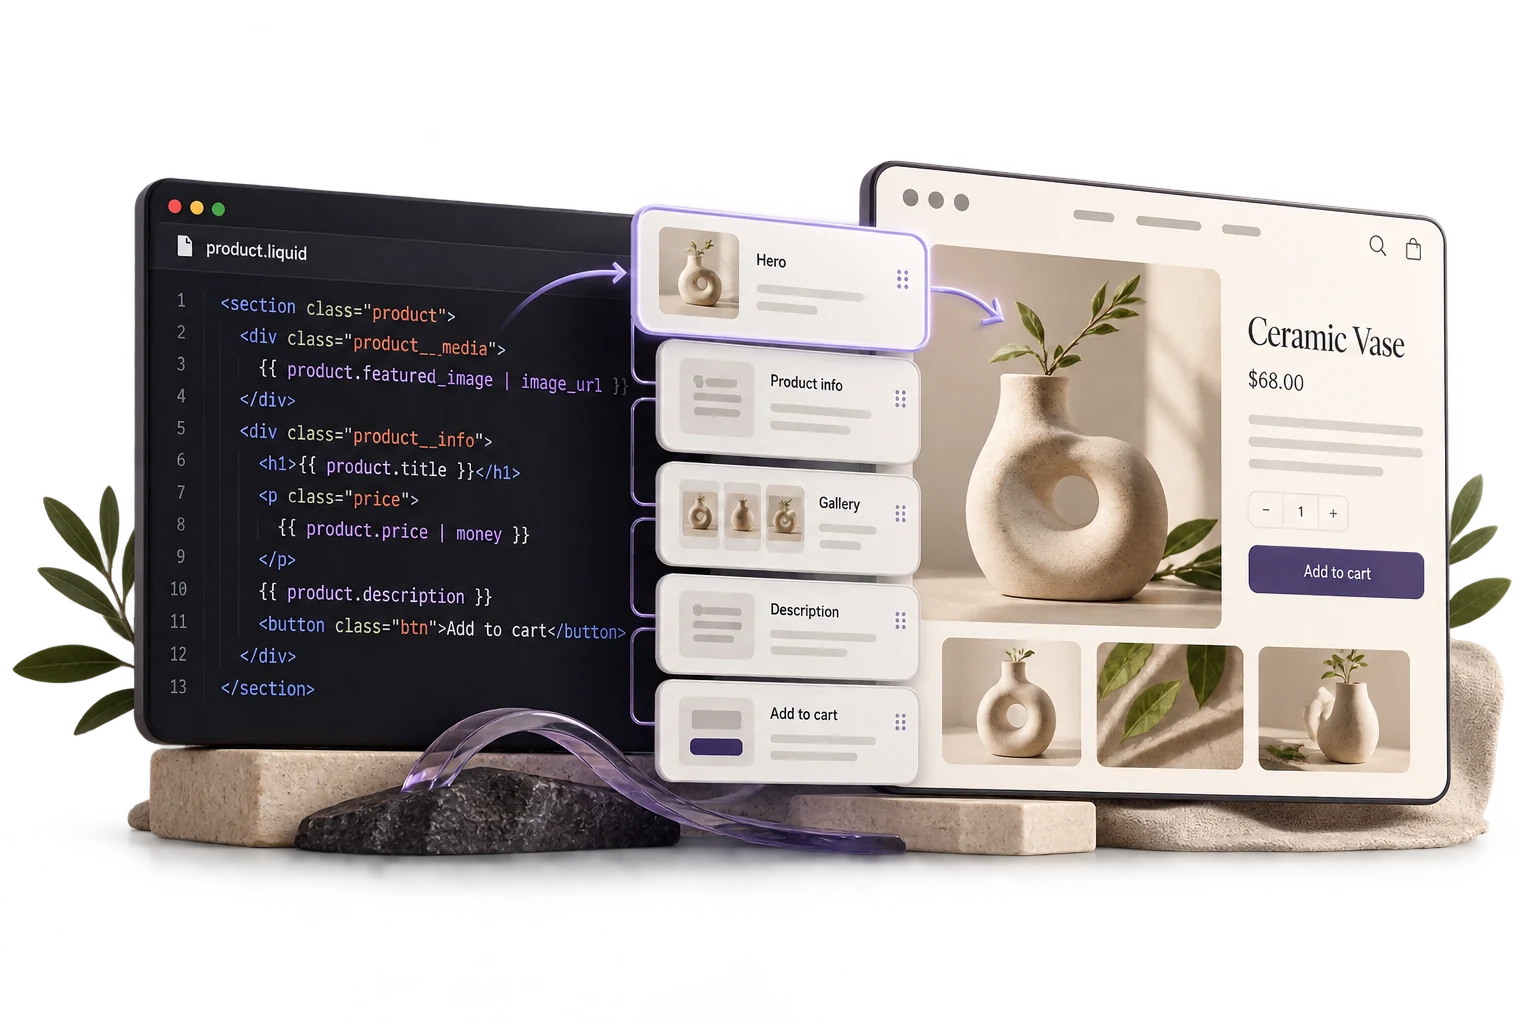 product.liquid
1 <section class="product">
2 <div class="product___media">
3 {{ product.featured_image | image_url }}
4 </div>
5 <div class="product__info">
6 <h1>{{ product.title }}</h1>
7 <p class="price">
8 {{ product.price | money }}
9 </p>
10 {{ product.description }}
11 <button class="btn">Add to cart</button>
12 </div>
13 </section>
Hero
Product info
Gallery
Description
Add to cart
Ceramic Vase
$68.00
− 1 +
Add to cart